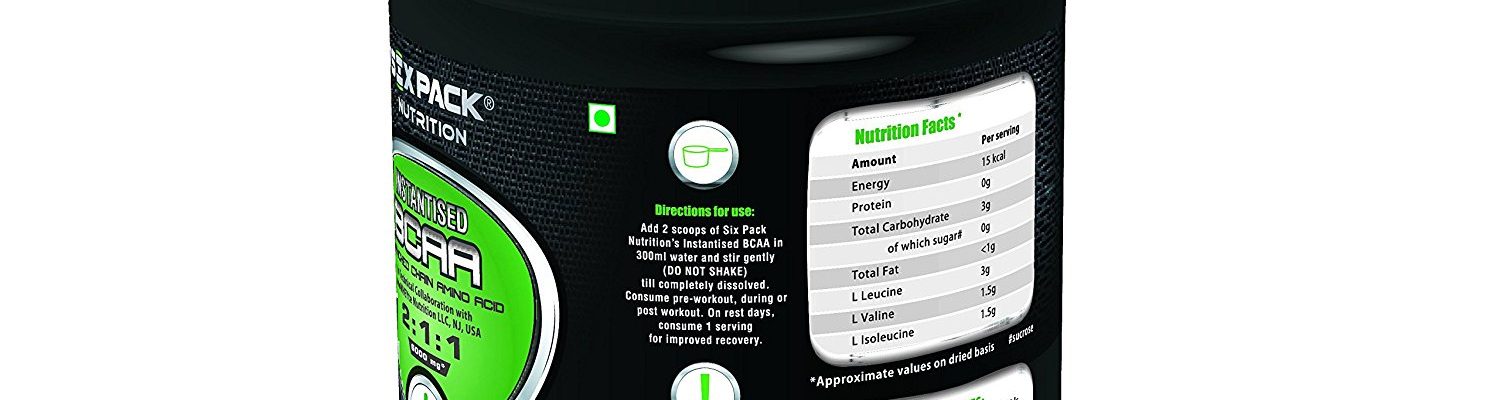 SIX PACK®
NUTRITION
INSTANTISED
BCAA
CHAIN AMINO ACID
Collaboration with
Nutrition LLC, NJ, USA
2:1:1
6000 mg*
Directions for use:
Add 2 scoops of Six Pack
Nutrition's Instantised BCAA in
300ml water and stir gently
(DO NOT SHAKE)
till completely dissolved.
Consume pre-workout, during or
post workout. On rest days,
consume 1 serving
for improved recovery.
Nutrition Facts*
Amount Per serving
Energy 15 kcal
Protein 0g
Total Carbohydrate 3g
of which sugar# 0g
Total Fat <1g
L Leucine 3g
L Valine 1.5g
L Isoleucine 1.5g
*Approximate values on dried basis #sucrose